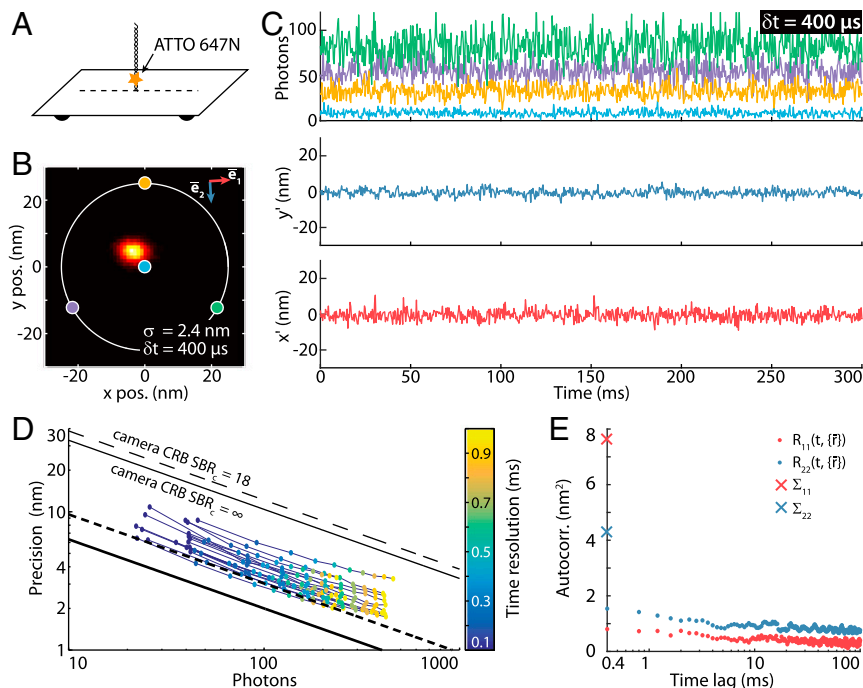 A
ATTO 647N
B
ē₁
ē₂
20
0
-20
y pos. (nm)
σ = 2.4 nm
δt = 400 μs
-20 0 20
x pos. (nm)
C
δt = 400 μs
100
50
0
Photons
20
0
-20
y' (nm)
20
0
-20
x' (nm)
0 50 100 150 200 250 300
Time (ms)
D
30
10
4
2
1
Precision (nm)
camera CRB SBR_c = 18
camera CRB SBR_c = ∞
10 100 1000
Photons
0.9
0.7
0.5
0.3
0.1
Time resolution (ms)
E
8
6
4
2
0
Autocorr. (nm²)
R₁₁(t, {r̄})
R₂₂(t, {r̄})
Σ₁₁
Σ₂₂
0.4 1 10 100
Time lag (ms)